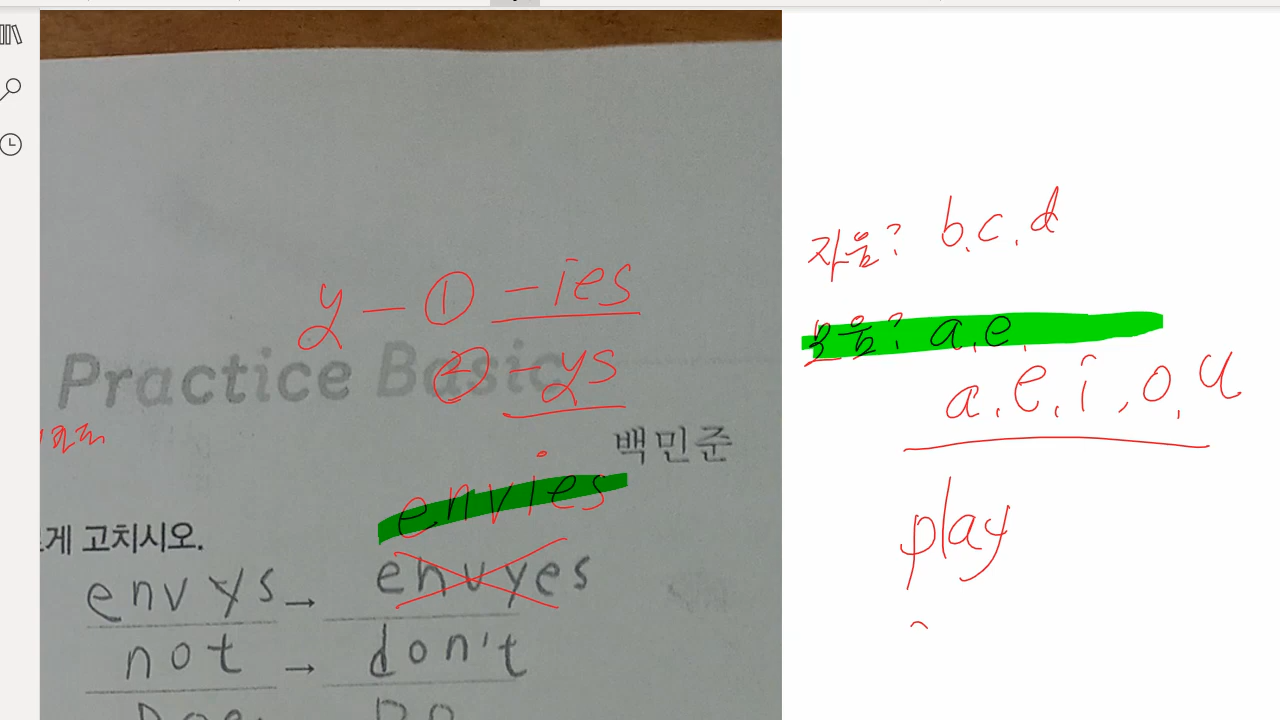 y - ① - ies
② - ys
Practice Basic
백민준
envies
게 고치시오.
envys → envyes
not → don't
자음? b.c.d
모음? a.e.
a.e.i,o,u
play